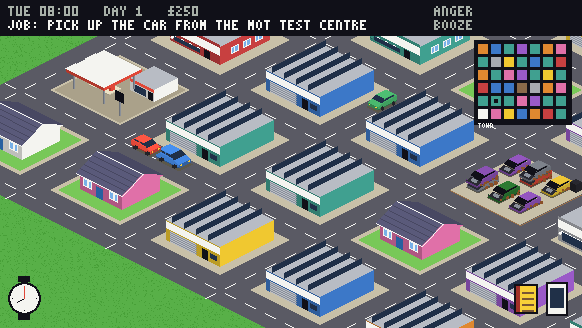 TUE 08:00 DAY 1 £250 ANGER
JOB: PICK UP THE CAR FROM THE MOT TEST CENTRE BOOZE
TOWN